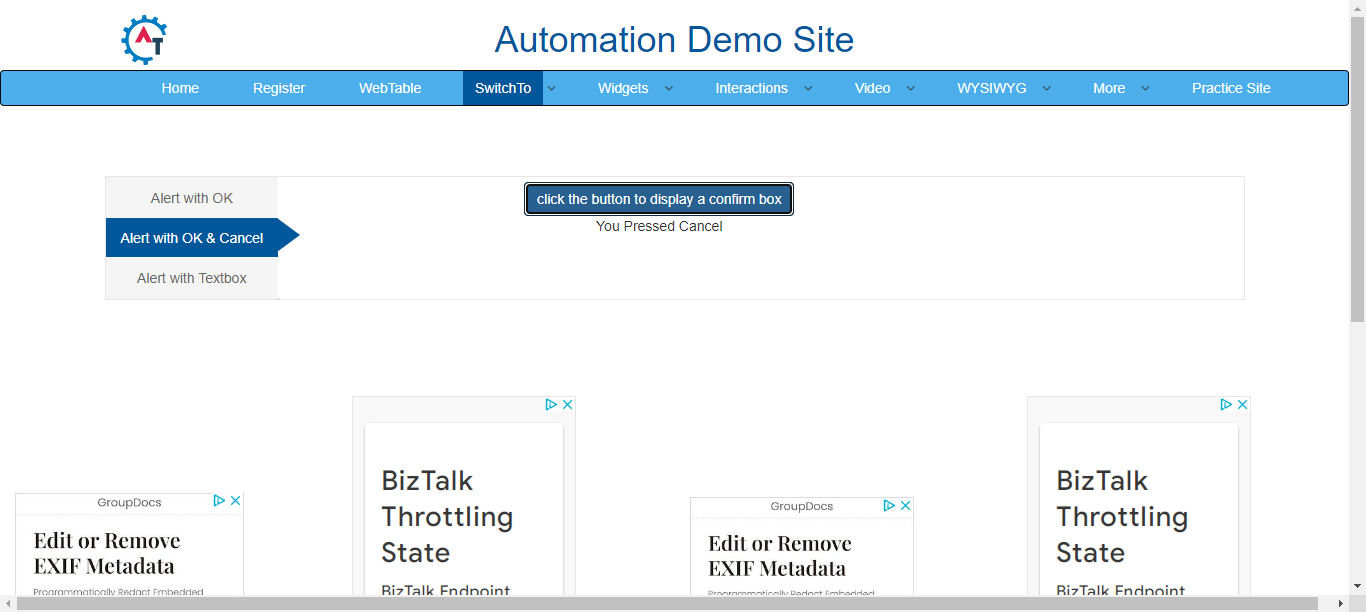 AT
Automation Demo Site
Home Register WebTable SwitchTo Widgets Interactions Video WYSIWYG More Practice Site
Alert with OK
Alert with OK & Cancel
Alert with Textbox
click the button to display a confirm box
You Pressed Cancel
GroupDocs
Edit or Remove
EXIF Metadata
Programmatically Redact Embedded
BizTalk
Throttling
State
BizTalk Endpoint
GroupDocs
Edit or Remove
EXIF Metadata
Programmatically Redact Embedded
BizTalk
Throttling
State
BizTalk Endpoint